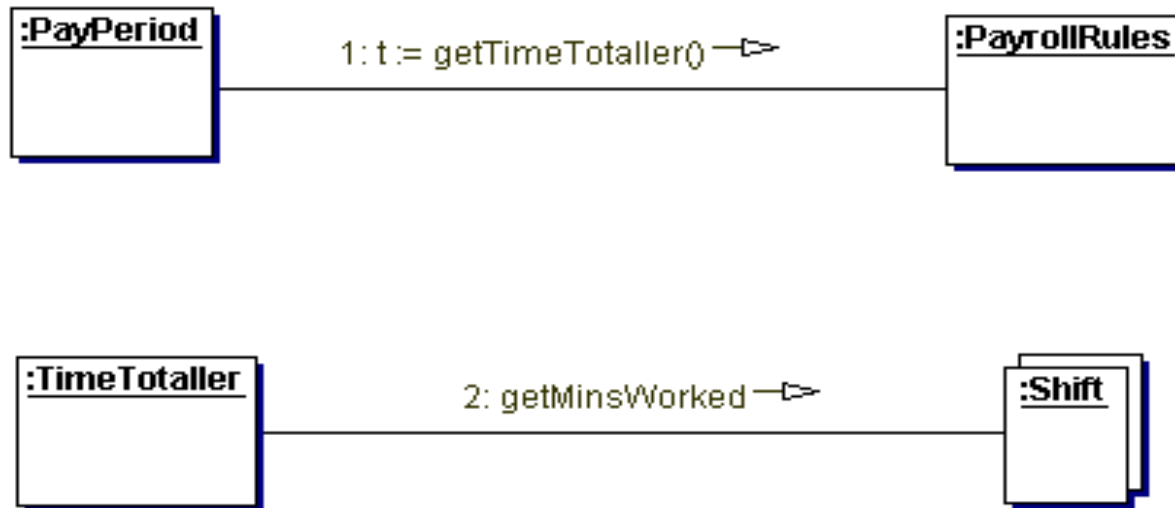 :PayPeriod
1: t := getTimeTotaller()
:PayrollRules
:TimeTotaller
2: getMinsWorked
:Shift